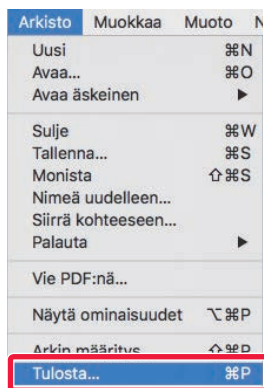 Arkisto Muokkaa Muoto N
Uusi ⌘N
Avaa... ⌘O
Avaa äskeinen ▶
Sulje ⌘W
Tallenna... ⌘S
Monista ⇧⌘S
Nimeä uudelleen...
Siirrä kohteeseen...
Palauta ▶
Vie PDF:nä...
Näytä ominaisuudet ⌥⌘P
Arkin määritys ⇧⌘P
Tulosta... ⌘P